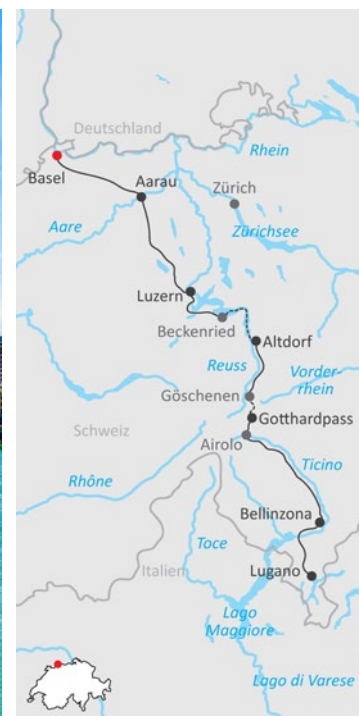 Deutschland
Rhein
Basel
Aarau
Zürich
Aare
Zürichsee
Luzern
Beckenried
Altdorf
Reuss
Vorder-
rhein
Göschenen
Gotthardpass
Schweiz
Airolo
Ticino
Rhône
Bellinzona
Toce
Italien
Lugano
Lago
Maggiore
Lago di Varese